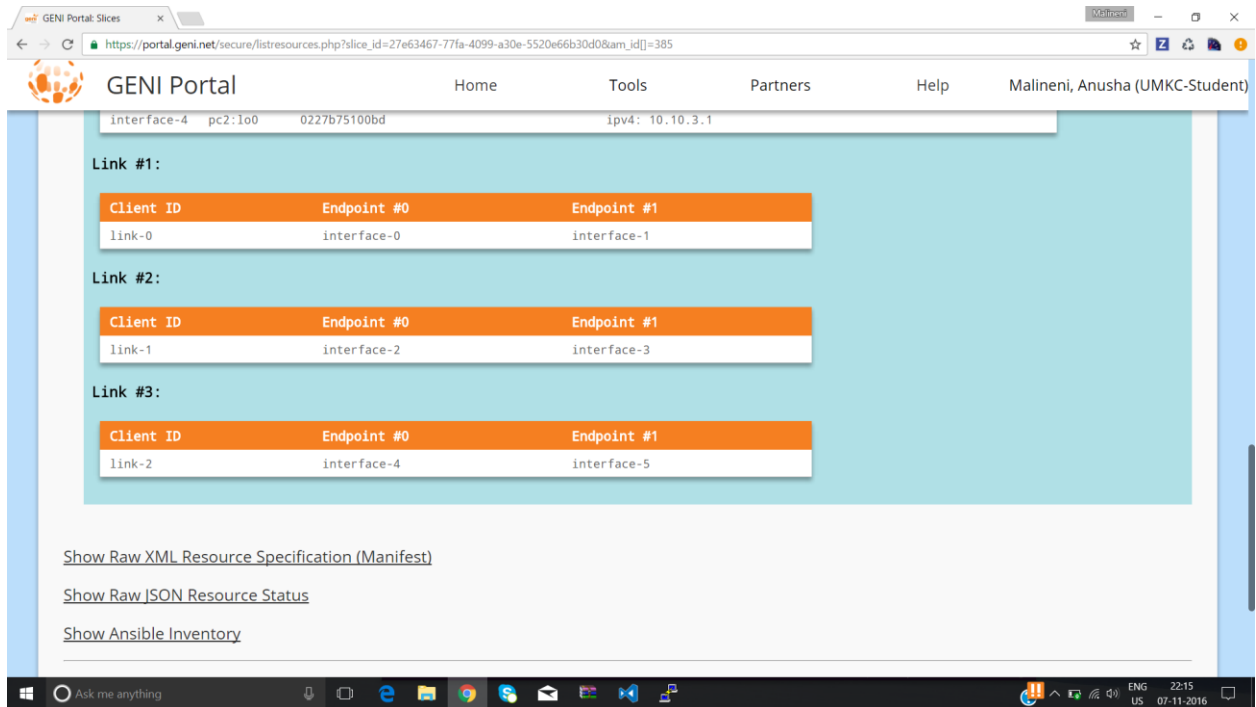 GENI Portal: Slices
Malineni
https://portal.geni.net/secure/listresources.php?slice_id=27e63467-77fa-4099-a30e-5520e66b30d0&am_id[]=385
GENI Portal Home Tools Partners Help Malineni, Anusha (UMKC-Student)
interface-4 pc2:lo0 0227b75100bd ipv4: 10.10.3.1
Link #1:
Client ID Endpoint #0 Endpoint #1
link-0 interface-0 interface-1
Link #2:
Client ID Endpoint #0 Endpoint #1
link-1 interface-2 interface-3
Link #3:
Client ID Endpoint #0 Endpoint #1
link-2 interface-4 interface-5
Show Raw XML Resource Specification (Manifest)
Show Raw JSON Resource Status
Show Ansible Inventory
Ask me anything
ENG 22:15
US 07-11-2016